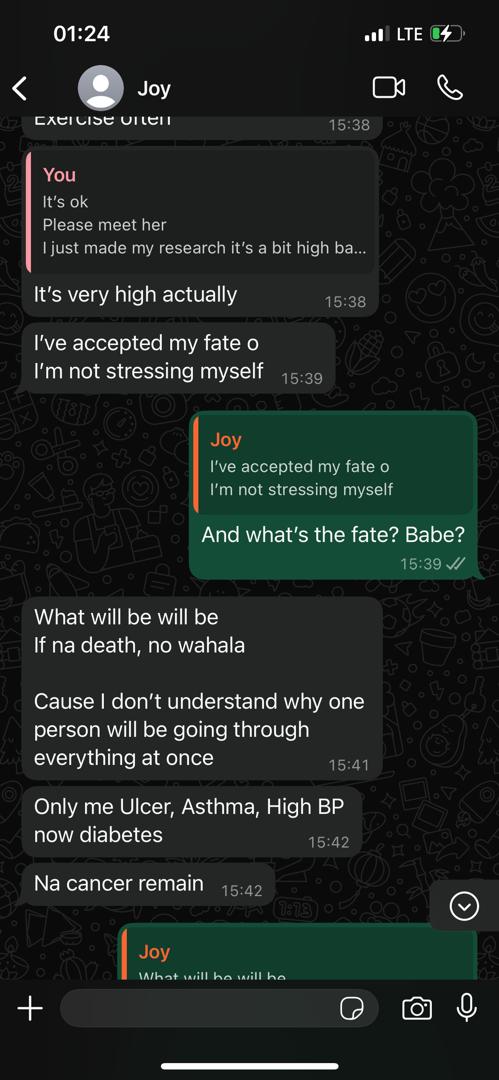 01:24
LTE
Joy
Exercise often
15:38
You
It's ok
Please meet her
I just made my research it's a bit high ba...
It's very high actually
15:38
I've accepted my fate o
I'm not stressing myself
15:39
Joy
I've accepted my fate o
I'm not stressing myself
And what's the fate? Babe?
15:39
What will be will be
If na death, no wahala
Cause I don't understand why one
person will be going through
everything at once
15:41
Only me Ulcer, Asthma, High BP
now diabetes
15:42
Na cancer remain
15:42
Joy
What will be will be